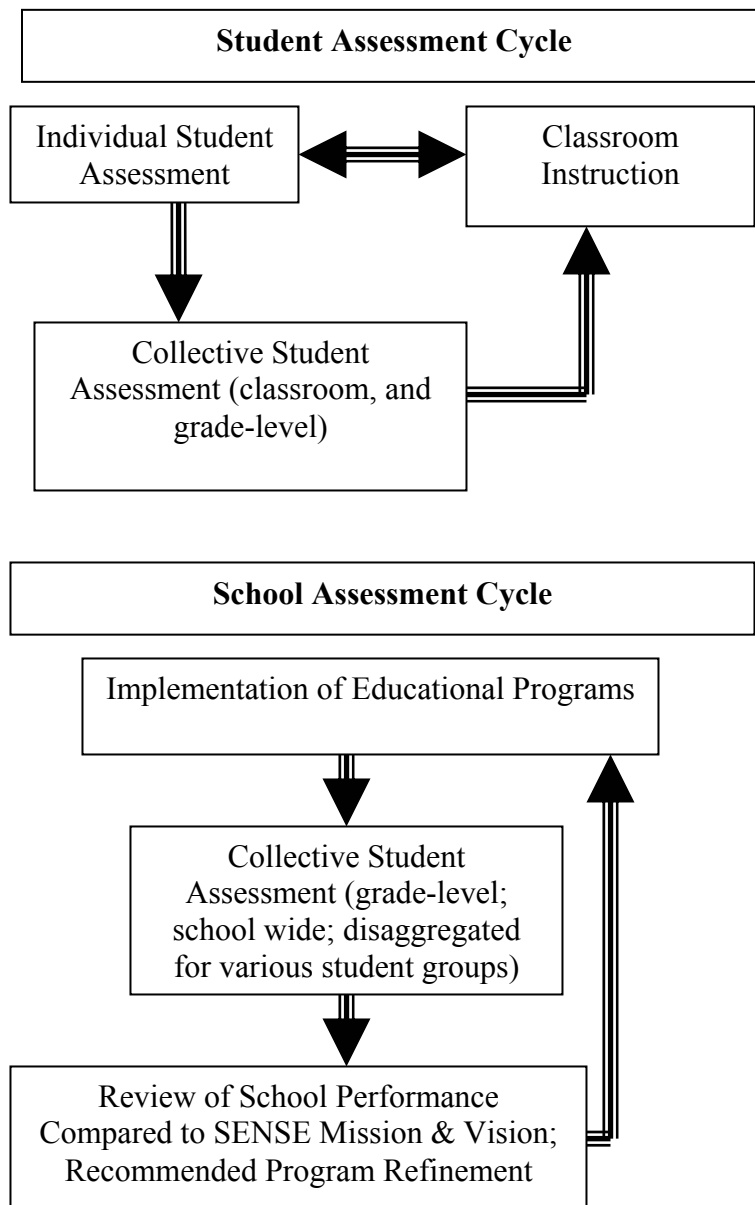 Student Assessment Cycle
Individual Student
Assessment
Classroom
Instruction
Collective Student
Assessment (classroom, and
grade-level)
School Assessment Cycle
Implementation of Educational Programs
Collective Student
Assessment (grade-level;
school wide; disaggregated
for various student groups)
Review of School Performance
Compared to SENSE Mission & Vision;
Recommended Program Refinement